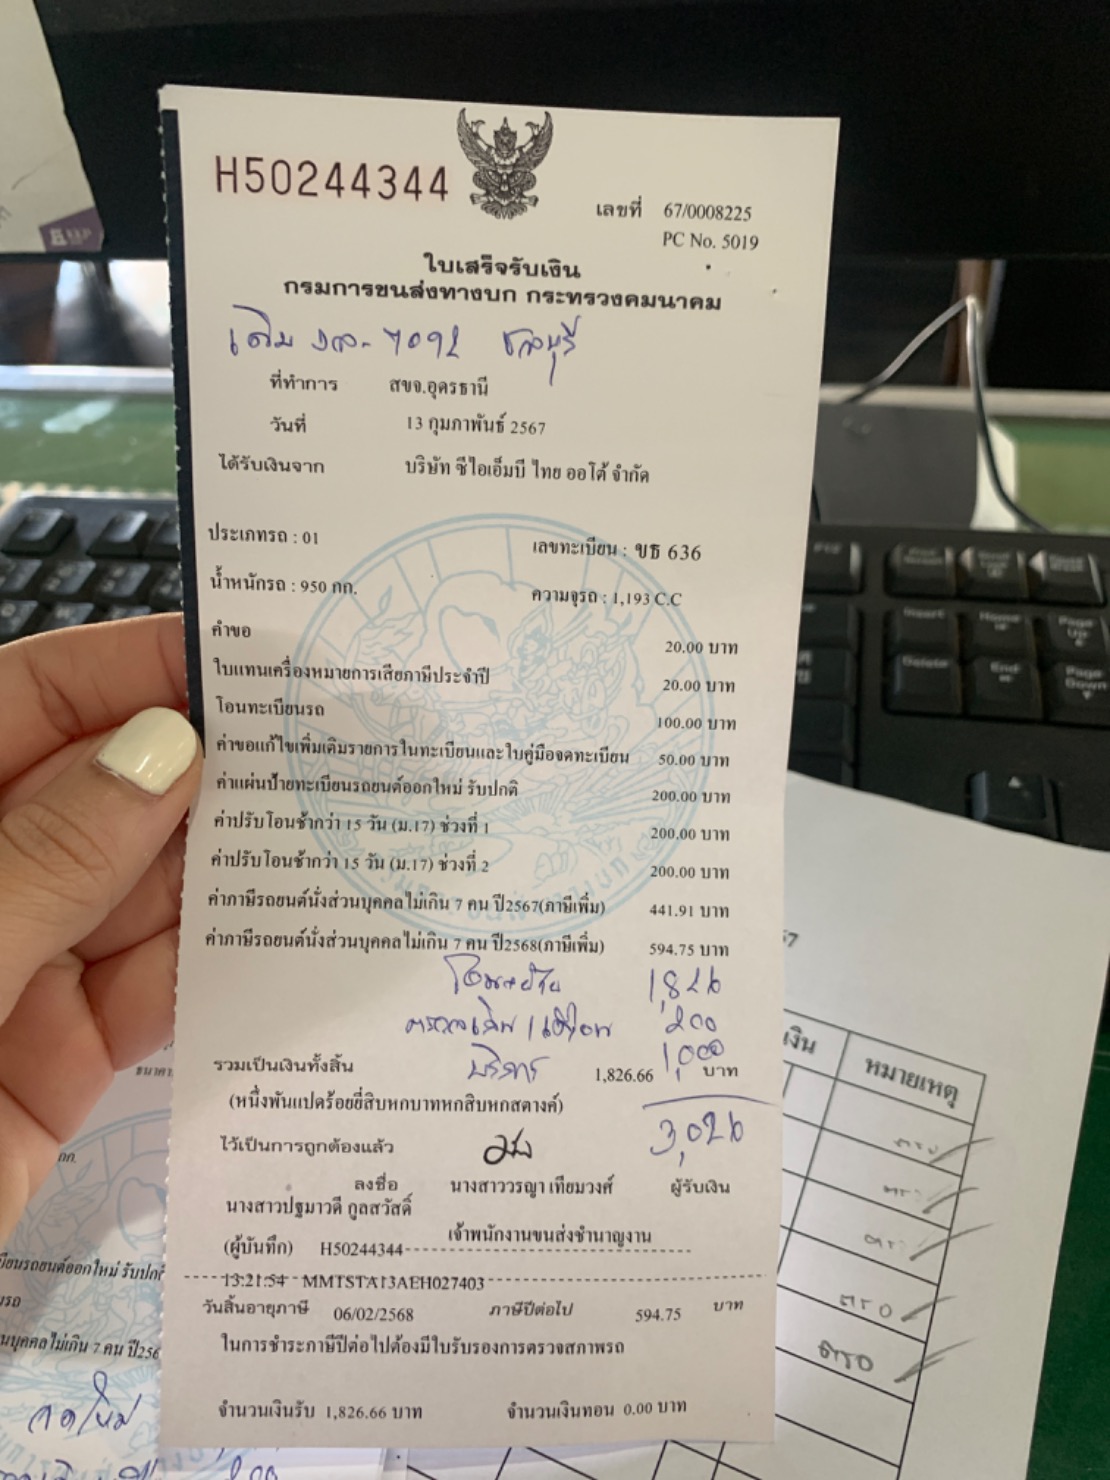 H50244344
เลขที่ 67/0008225
PC No. 5019
ใบเสร็จรับเงิน
กรมการขนส่งทางบก กระทรวงคมนาคม
เดิม 7092 ชลบุรี
ที่ทำการ สขจ.อุดรธานี
วันที่ 13 กุมภาพันธ์ 2567
ได้รับเงินจาก บริษัท ซีไอเอ็มบี ไทย ออโต้ จำกัด
ประเภทรถ : 01 เลขทะเบียน : ขธ 636
น้ำหนักรถ : 950 กก. ความจุรถ : 1,193 C.C
คำขอ 20.00 บาท
ใบแทนเครื่องหมายการเสียภาษีประจำปี 20.00 บาท
โอนทะเบียนรถ 100.00 บาท
ค่าขอแก้ไขเพิ่มเติมรายการในทะเบียนและใบคู่มือจดทะเบียน 50.00 บาท
ค่าแผ่นป้ายทะเบียนรถยนต์ออกใหม่ รับปกติ 200.00 บาท
ค่าปรับโอนช้ากว่า 15 วัน (ม.17) ช่วงที่ 1 200.00 บาท
ค่าปรับโอนช้ากว่า 15 วัน (ม.17) ช่วงที่ 2 200.00 บาท
ค่าภาษีรถยนต์นั่งส่วนบุคคลไม่เกิน 7 คน ปี2567(ภาษีเพิ่ม) 441.91 บาท
ค่าภาษีรถยนต์นั่งส่วนบุคคลไม่เกิน 7 คน ปี2568(ภาษีเพิ่ม) 594.75 บาท
1,826
200
บริการ 1,000
รวมเป็นเงินทั้งสิ้น 1,826.66 บาท
(หนึ่งพันแปดร้อยยี่สิบหกบาทหกสิบหกสตางค์)
3,026
ไว้เป็นการถูกต้องแล้ว
ลงชื่อ นางสาววรญา เทียมวงศ์ ผู้รับเงิน
นางสาวปฐมาวดี กูลสวัสดิ์
เจ้าพนักงานขนส่งชำนาญงาน
(ผู้บันทึก) H50244344
13:21:54 MMTSTA13AEH027403
วันสิ้นอายุภาษี 06/02/2568 ภาษีปีต่อไป 594.75 บาท
ในการชำระภาษีปีต่อไปต้องมีใบรับรองการตรวจสภาพรถ
จำนวนเงินรับ 1,826.66 บาท จำนวนเงินทอน 0.00 บาท
เงิน หมายเหตุ
ตรอ
ตรอ
กก.
จดใหม่